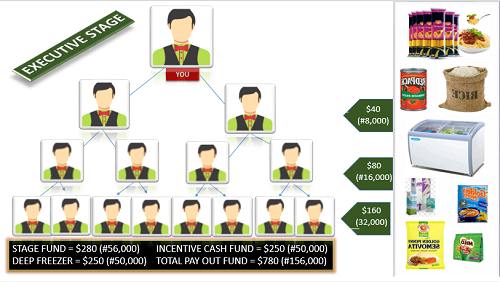 EXECUTIVE STAGE
YOU
$40
(#8,000)
$80
(#16,000)
$160
(32,000)
STAGE FUND = $280 (#56,000) INCENTIVE CASH FUND = $250 (#50,000)
DEEP FREEZER = $250 (#50,000) TOTAL PAY OUT FUND = $780 (#156,000)
REDPACK
RICE
GOLDEN PENNY
SEMOVITA
MILO